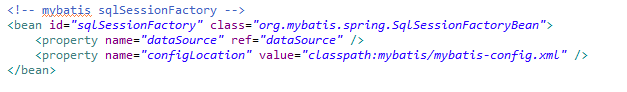 <!-- mybatis sqlSessionFactory -->
<bean id="sqlSessionFactory" class="org.mybatis.spring.SqlSessionFactoryBean">
    <property name="dataSource" ref="dataSource" />
    <property name="configLocation" value="classpath:mybatis/mybatis-config.xml" />
</bean>